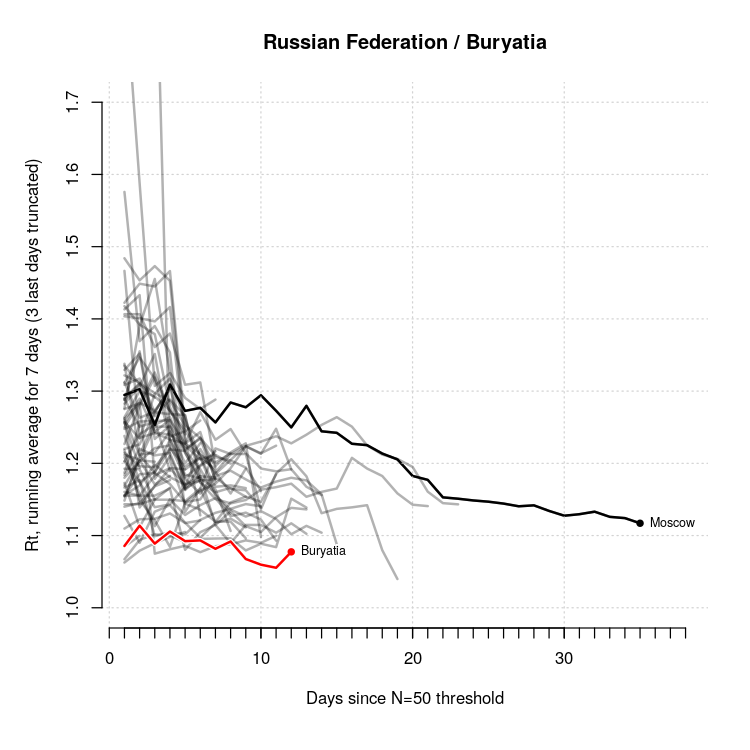 Russian Federation / Buryatia
Rt, running average for 7 days (3 last days truncated)
1.7
1.6
1.5
1.4
1.3
1.2
1.1
1.0
Moscow
Buryatia
0
10
20
30
Days since N=50 threshold